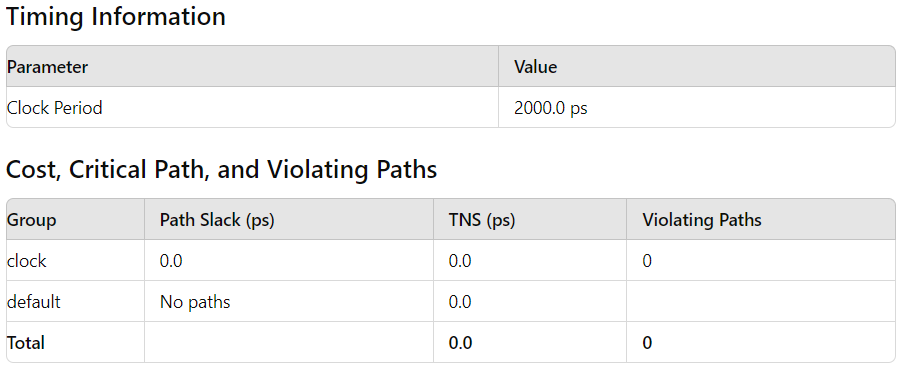 Timing Information
Parameter Value
Clock Period 2000.0 ps
Cost, Critical Path, and Violating Paths
Group Path Slack (ps) TNS (ps) Violating Paths
clock 0.0 0.0 0
default No paths 0.0
Total 0.0 0